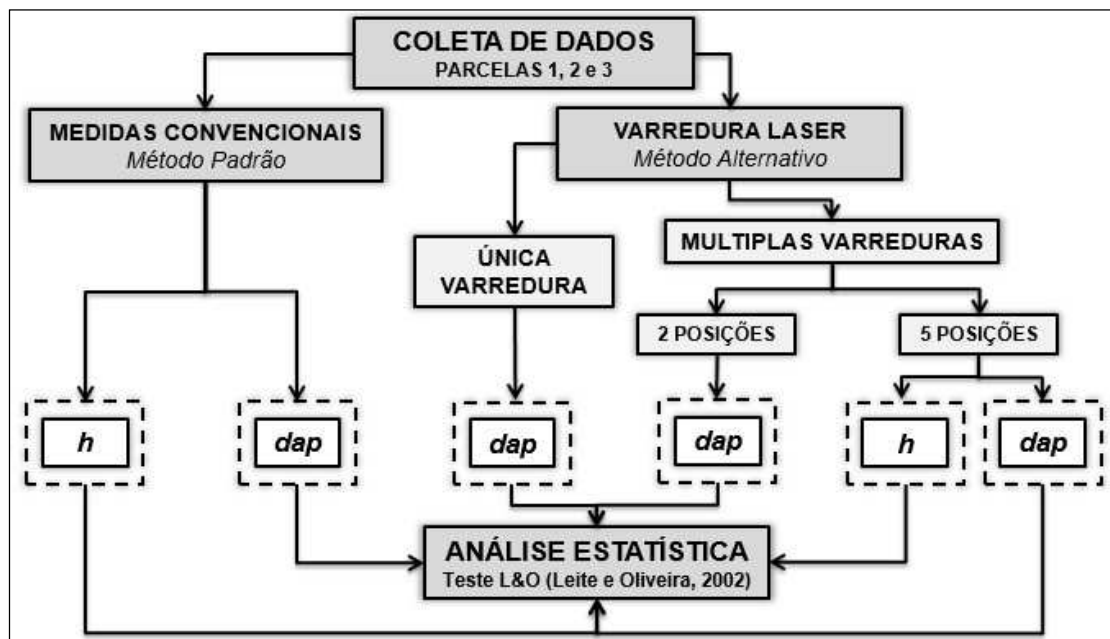 COLETA DE DADOS
PARCELAS 1, 2 e 3
MEDIDAS CONVENCIONAIS
Método Padrão
VARREDURA LASER
Método Alternativo
ÚNICA
VARREDURA
MULTIPLAS VARREDURAS
2 POSIÇÕES
5 POSIÇÕES
h
dap
dap
dap
h
dap
ANÁLISE ESTATÍSTICA
Teste L&O (Leite e Oliveira, 2002)